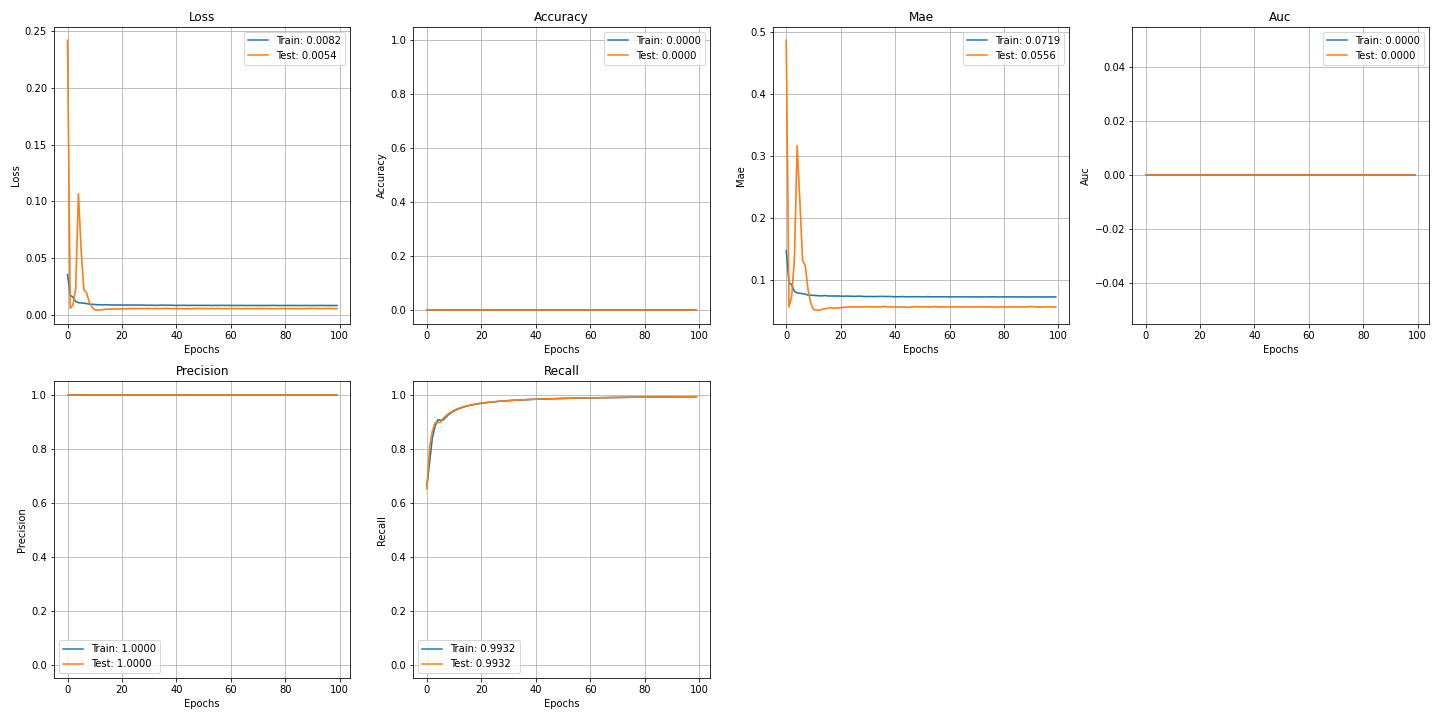 Loss
Train: 0.0082
Test: 0.0054
0.25
0.20
0.15
0.10
0.05
0.00
Loss
0 20 40 60 80 100
Epochs
Accuracy
Train: 0.0000
Test: 0.0000
1.0
0.8
0.6
0.4
0.2
0.0
Accuracy
0 20 40 60 80 100
Epochs
Mae
Train: 0.0719
Test: 0.0556
0.5
0.4
0.3
0.2
0.1
Mae
0 20 40 60 80 100
Epochs
Auc
Train: 0.0000
Test: 0.0000
0.04
0.02
0.00
−0.02
−0.04
Auc
0 20 40 60 80 100
Epochs
Precision
1.0
0.8
0.6
0.4
0.2
0.0
Precision
Train: 1.0000
Test: 1.0000
0 20 40 60 80 100
Epochs
Recall
1.0
0.8
0.6
0.4
0.2
0.0
Recall
Train: 0.9932
Test: 0.9932
0 20 40 60 80 100
Epochs